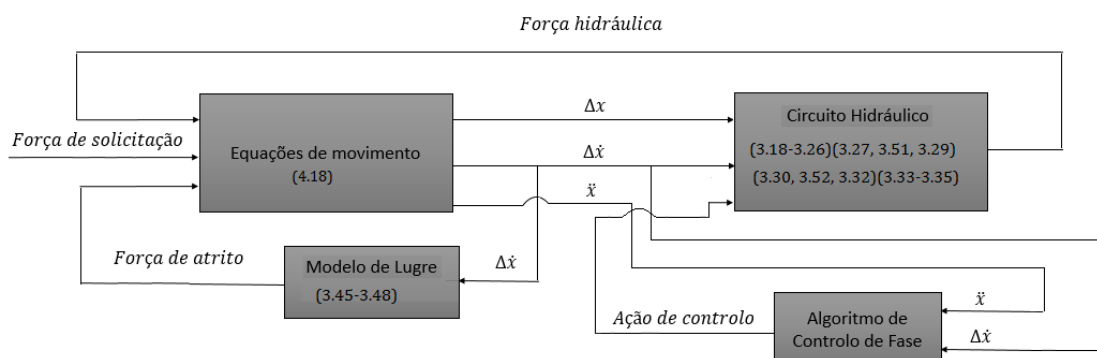 Força hidráulica
Força de solicitação
Equações de movimento
(4.18)
Δx
Δẋ
ẍ
Circuito Hidráulico
(3.18-3.26)(3.27, 3.51, 3.29)
(3.30, 3.52, 3.32)(3.33-3.35)
Força de atrito
Modelo de Lugre
(3.45-3.48)
Δẋ
Ação de controlo
Algoritmo de
Controlo de Fase
ẍ
Δẋ